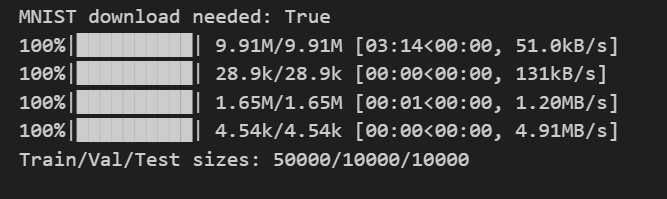 MNIST download needed: True
100%|██████████| 9.91M/9.91M [03:14<00:00, 51.0kB/s]
100%|██████████| 28.9k/28.9k [00:00<00:00, 131kB/s]
100%|██████████| 1.65M/1.65M [00:01<00:00, 1.20MB/s]
100%|██████████| 4.54k/4.54k [00:00<00:00, 4.91MB/s]
Train/Val/Test sizes: 50000/10000/10000